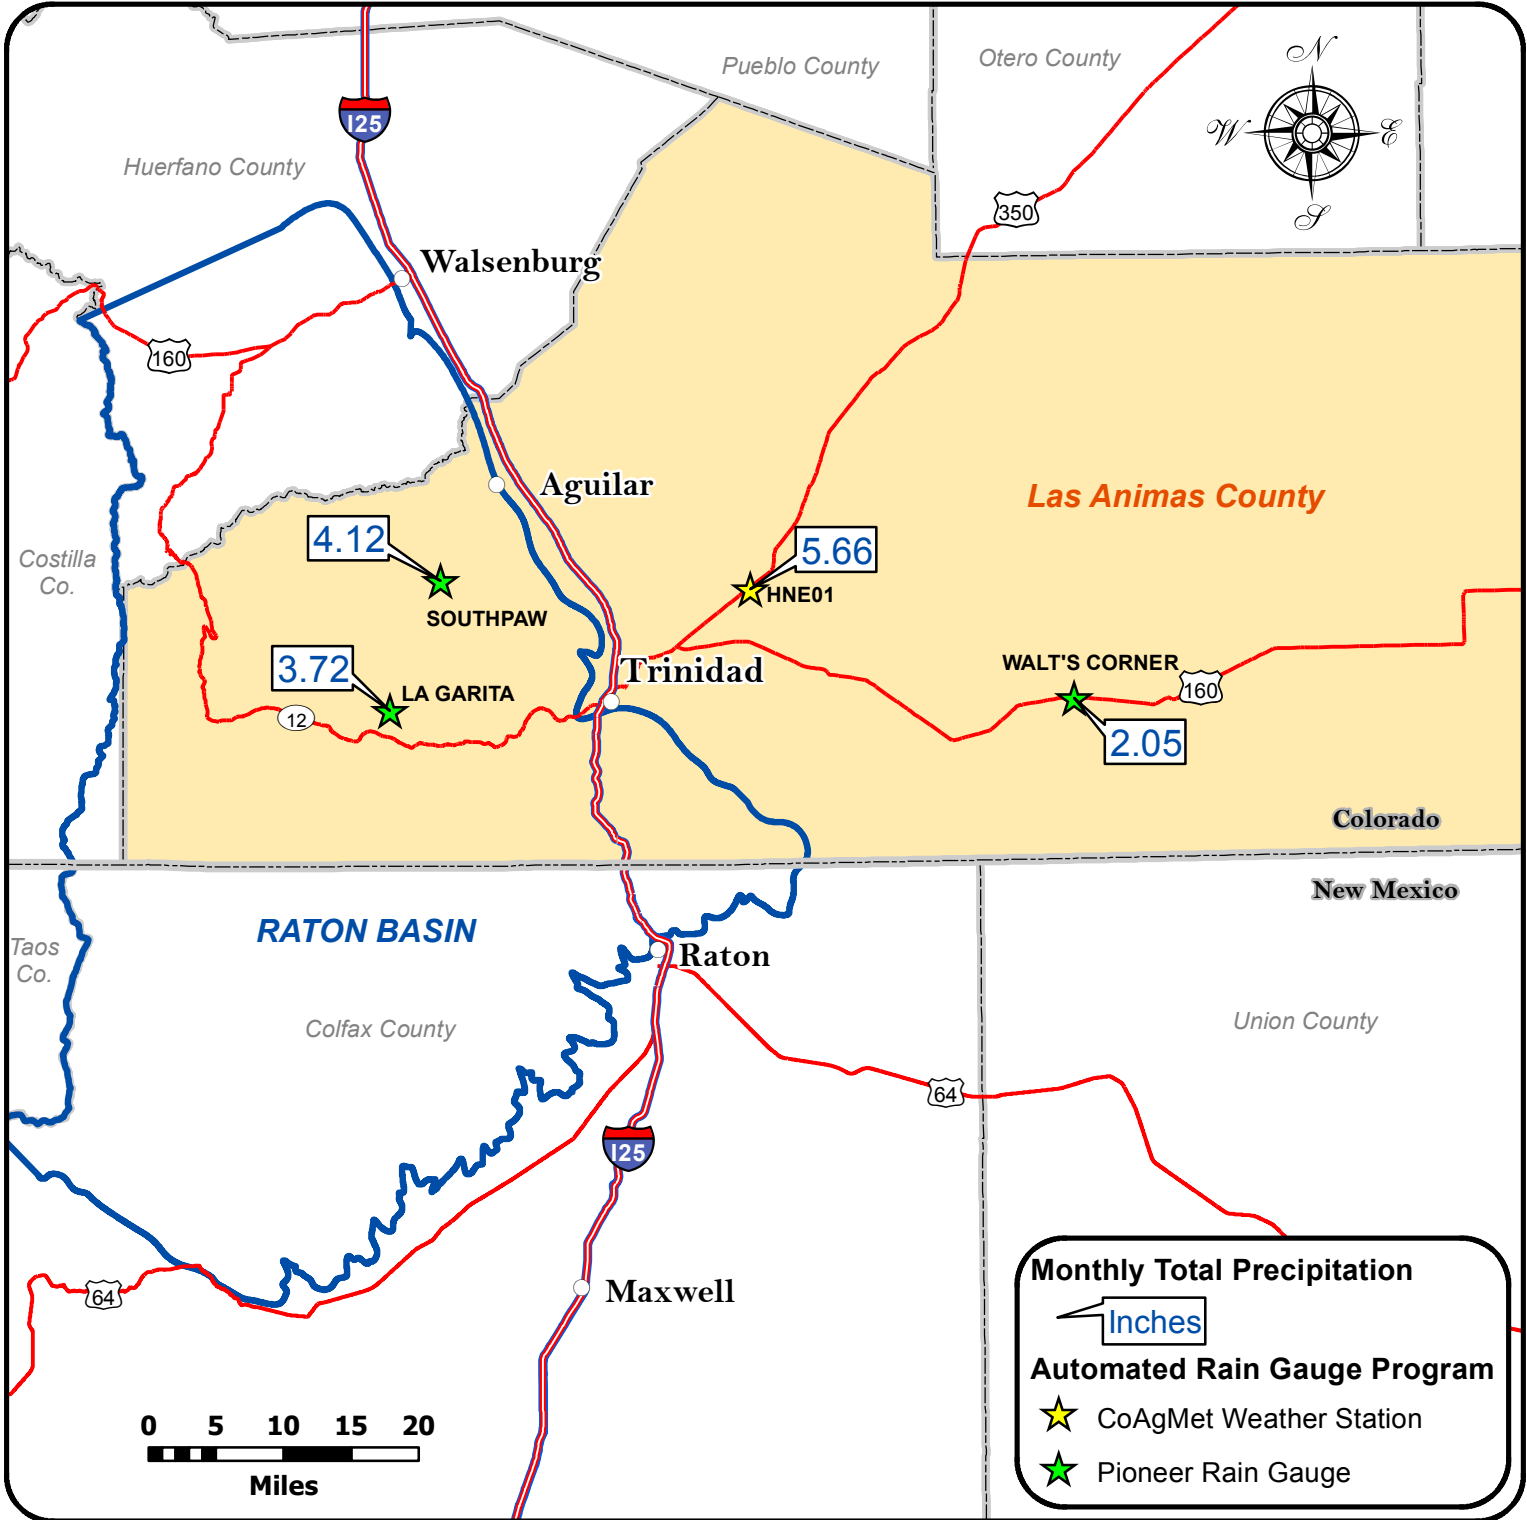 Pueblo County
Otero County
N
W
E
S
I25
Huerfano County
350
Walsenburg
160
Aguilar
Las Animas County
4.12
5.66
Costilla
Co.
HNE01
SOUTHPAW
3.72
LA GARITA
Trinidad
WALT'S CORNER
160
12
2.05
Colorado
New Mexico
RATON BASIN
Taos
Co.
Raton
Colfax County
Union County
64
I25
64
Maxwell
Monthly Total Precipitation
Inches
Automated Rain Gauge Program
CoAgMet Weather Station
Pioneer Rain Gauge
0 5 10 15 20
Miles